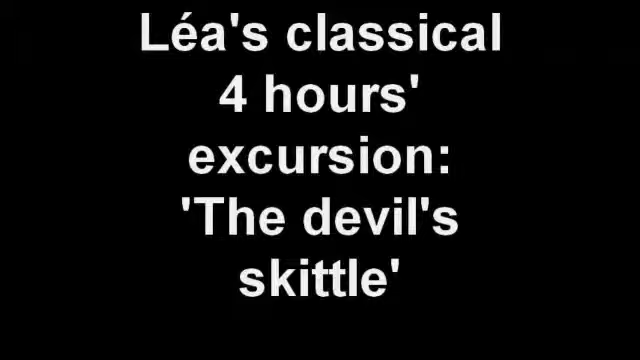 Léa's classical
4 hours'
excursion:
'The devil's
skittle'